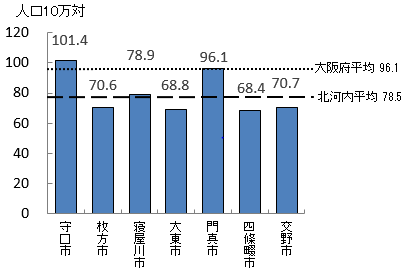 人口10万対
120
100
80
60
40
20
0
101.4
70.6
78.9
68.8
96.1
68.4
70.7
大阪府平均 96.1
北河内平均 78.5
守口市
枚方市
寝屋川市
大東市
門真市
四條畷市
交野市